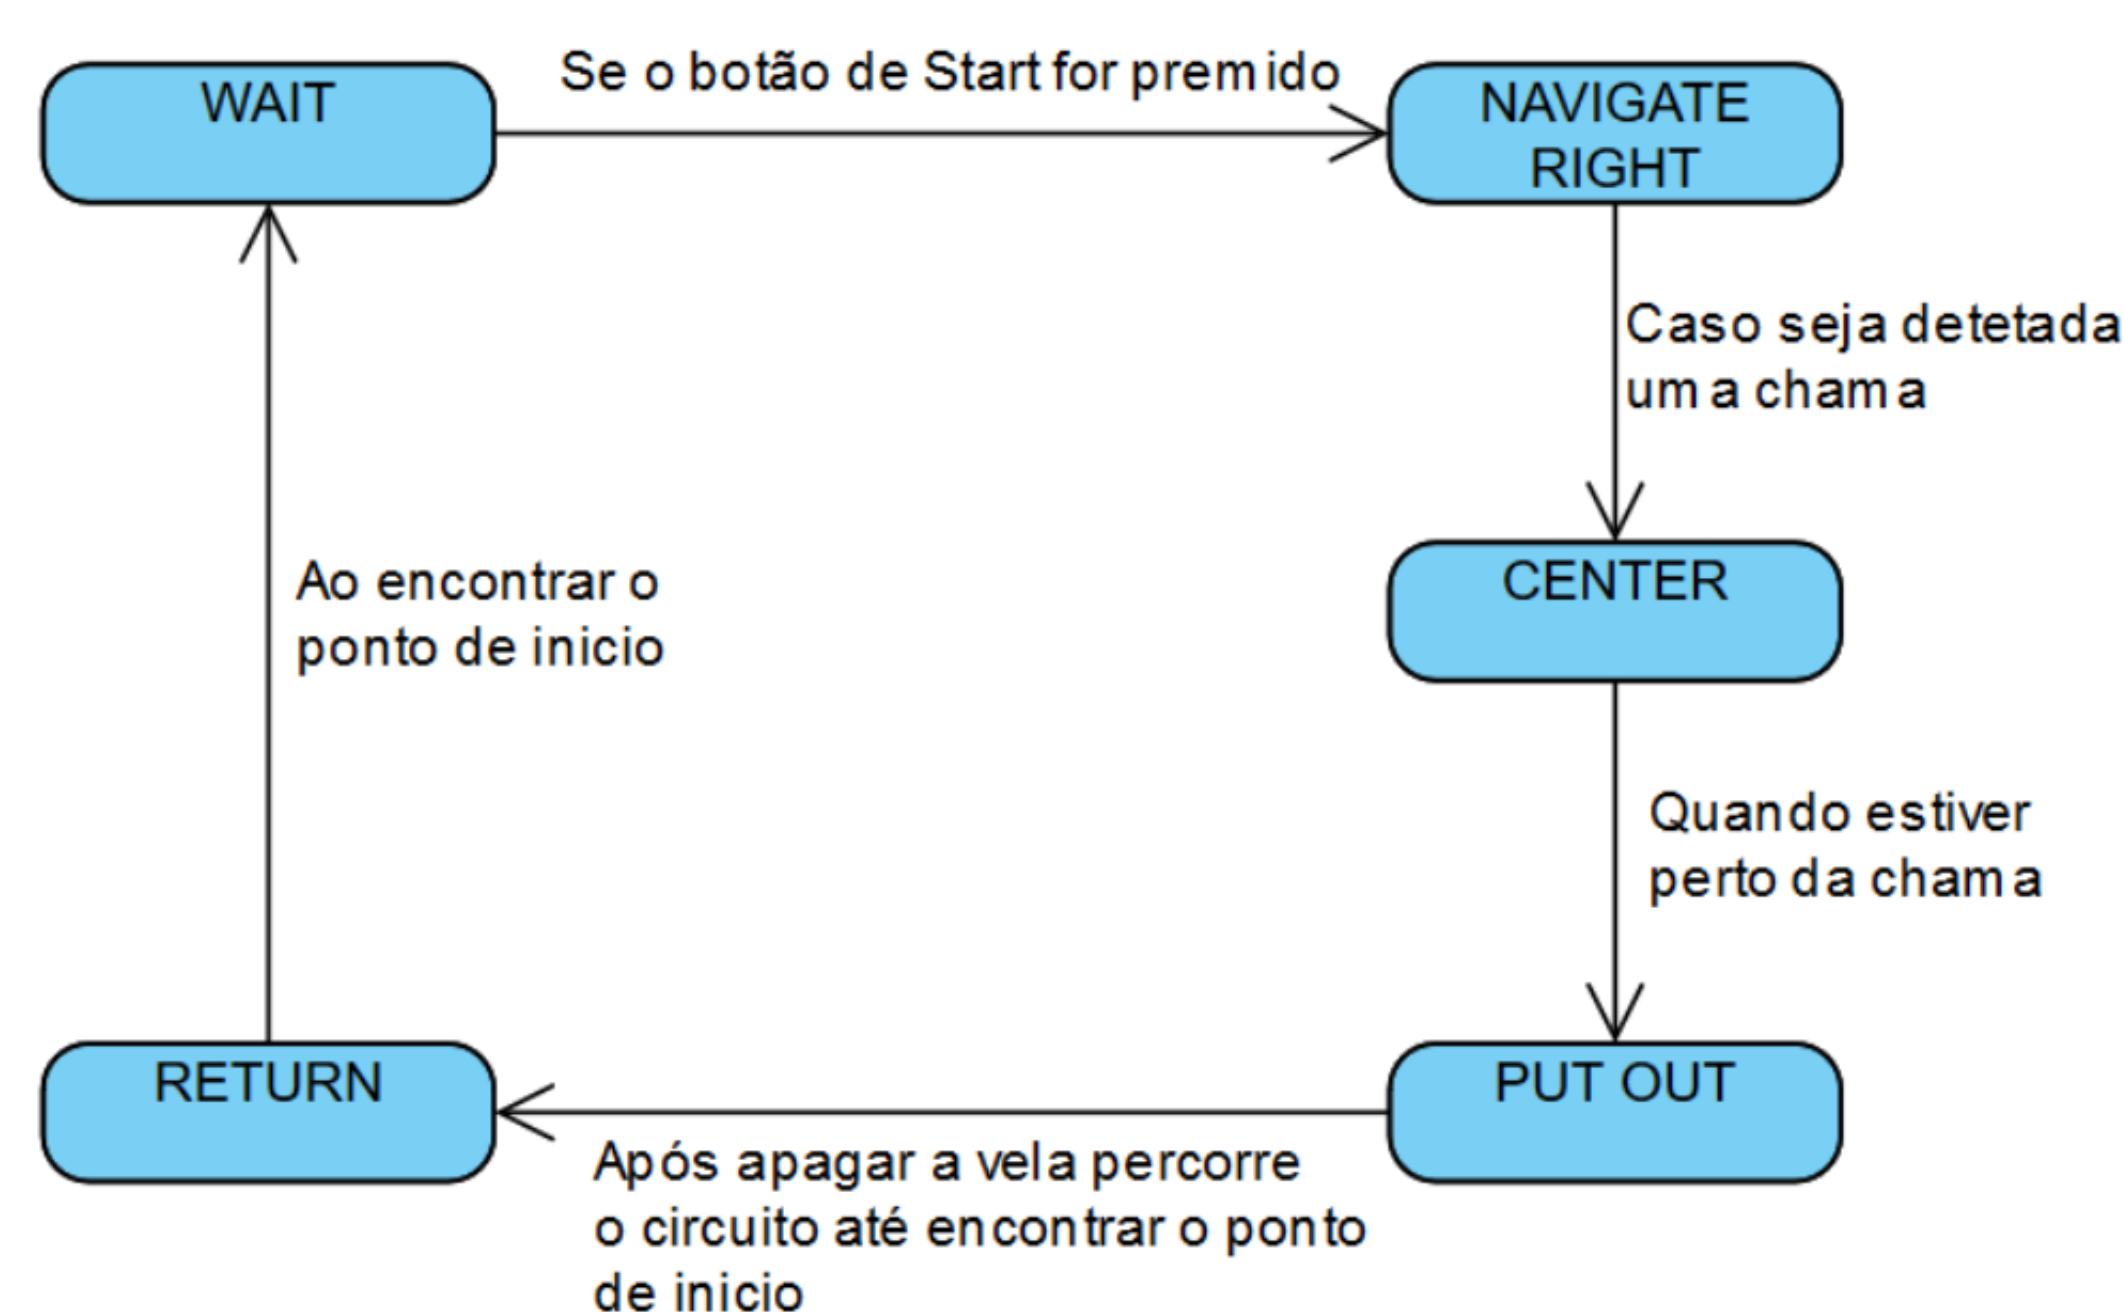 WAIT
Se o botão de Start for premido
NAVIGATE
RIGHT
Caso seja detetada
uma chama
CENTER
Ao encontrar o
ponto de inicio
Quando estiver
perto da chama
RETURN
PUT OUT
Após apagar a vela percorre
o circuito até encontrar o ponto
de inicio